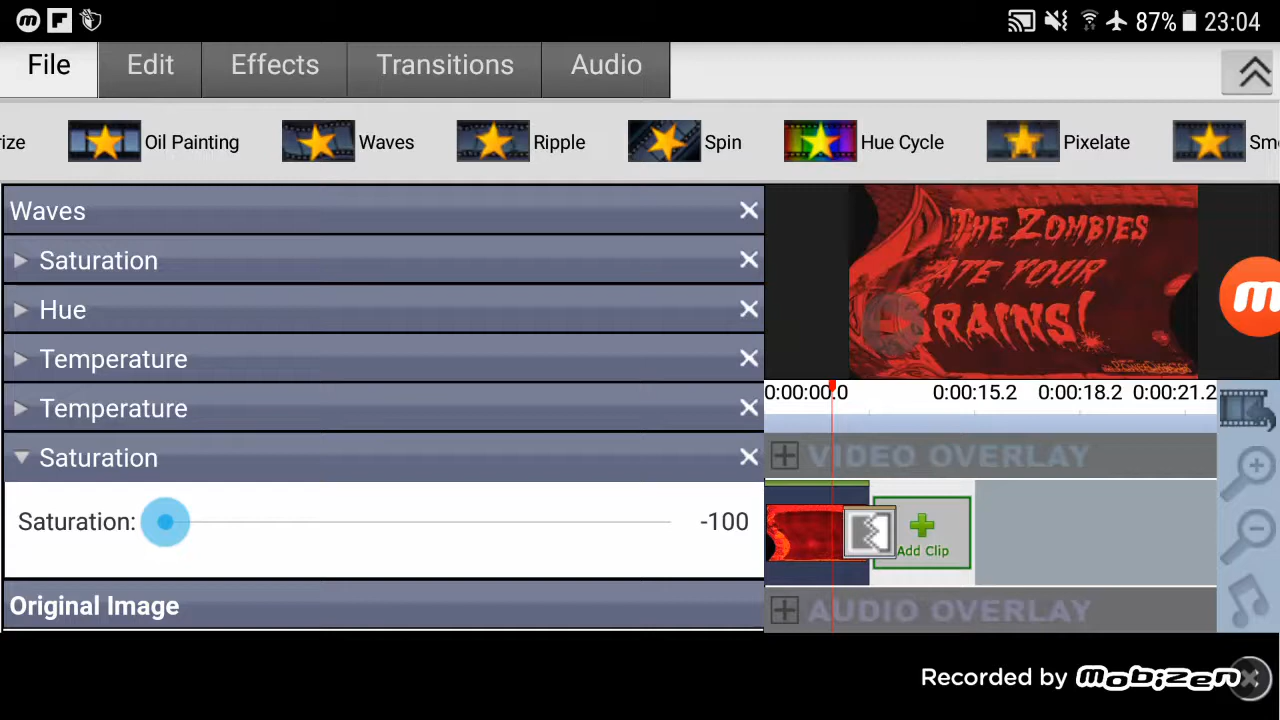 87% 23:04
File Edit Effects Transitions Audio
rize Oil Painting Waves Ripple Spin Hue Cycle Pixelate Sm
Waves
Saturation
Hue
Temperature
Temperature
Saturation
Saturation: -100
Original Image
THE ZOMBIES
ATE YOUR
BRAINS!
0:00:00.0 0:00:15.2 0:00:18.2 0:00:21.2
VIDEO OVERLAY
Add Clip
AUDIO OVERLAY
Recorded by mobizen